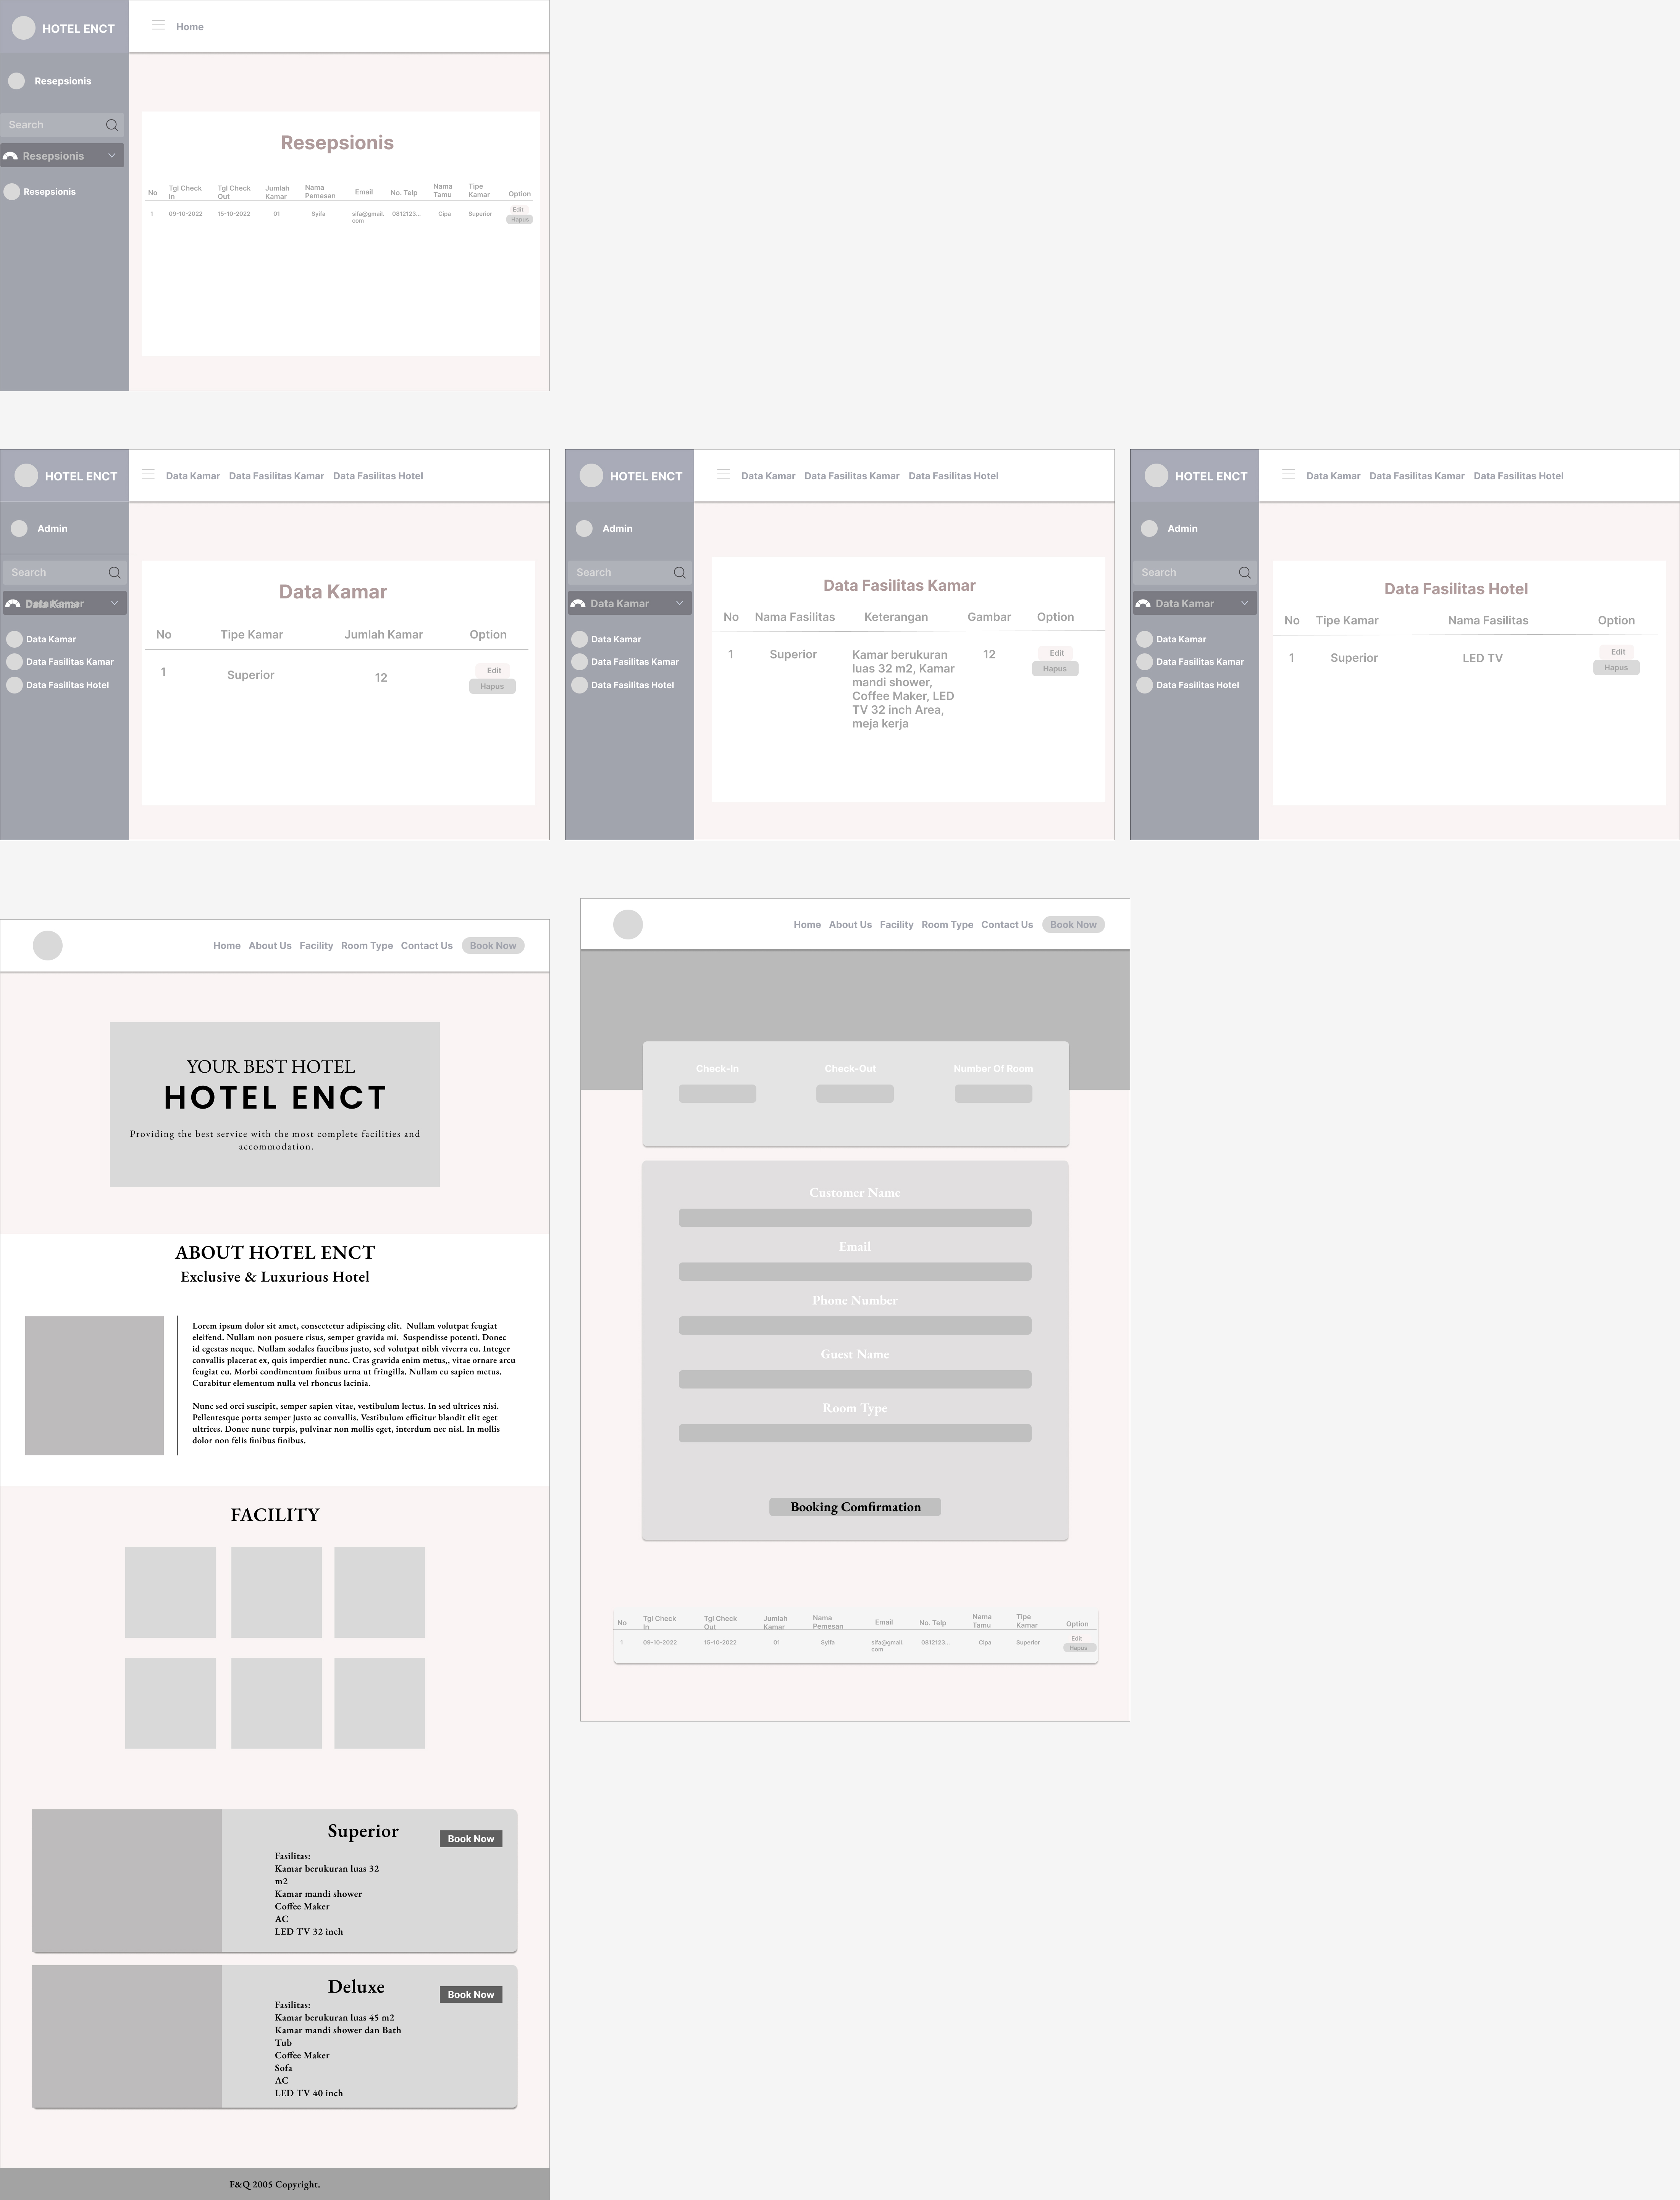 HOTEL ENCT
Home
Resepsionis
Search
Resepsionis
Resepsionis
Resepsionis
No Tgl Check In Tgl Check Out Jumlah Kamar Nama Pemesan Email No. Telp Nama Tamu Tipe Kamar Option
1 09-10-2022 15-10-2022 01 Syifa sifa@gmail.com 0812123... Cipa Superior Edit
Hapus
HOTEL ENCT
Data Kamar Data Fasilitas Kamar Data Fasilitas Hotel
Admin
Search
Data Kamar
Data Kamar
Data Fasilitas Kamar
Data Fasilitas Hotel
Data Kamar
No Tipe Kamar Jumlah Kamar Option
1 Superior 12 Edit
Hapus
HOTEL ENCT
Data Kamar Data Fasilitas Kamar Data Fasilitas Hotel
Admin
Search
Data Kamar
Data Kamar
Data Fasilitas Kamar
Data Fasilitas Hotel
Data Fasilitas Kamar
No Nama Fasilitas Keterangan Gambar Option
1 Superior Kamar berukuran 12 Edit
luas 32 m2, Kamar Hapus
mandi shower,
Coffee Maker, LED
TV 32 inch Area,
meja kerja
HOTEL ENCT
Data Kamar Data Fasilitas Kamar Data Fasilitas Hotel
Admin
Search
Data Kamar
Data Kamar
Data Fasilitas Kamar
Data Fasilitas Hotel
Data Fasilitas Hotel
No Tipe Kamar Nama Fasilitas Option
1 Superior LED TV Edit
Hapus
Home About Us Facility Room Type Contact Us Book Now
YOUR BEST HOTEL
HOTEL ENCT
Providing the best service with the most complete facilities and
accommodation.
ABOUT HOTEL ENCT
Exclusive & Luxurious Hotel
Lorem ipsum dolor sit amet, consectetur adipiscing elit. Nullam volutpat feugiat
eleifend. Nullam non posuere risus, semper gravida mi. Suspendisse potenti. Donec
id egestas neque. Nullam sodales faucibus justo, sed volutpat nibh viverra eu. Integer
convallis placerat ex, quis imperdiet nunc. Cras gravida enim metus,, vitae ornare arcu
feugiat eu. Morbi condimentum finibus urna ut fringilla. Nullam eu sapien metus.
Curabitur elementum nulla vel rhoncus lacinia.
Nunc sed orci suscipit, semper sapien vitae, vestibulum lectus. In sed ultrices nisi.
Pellentesque porta semper justo ac convallis. Vestibulum efficitur blandit elit eget
ultrices. Donec nunc turpis, pulvinar non mollis eget, interdum nec nisl. In mollis
dolor non felis finibus finibus.
FACILITY
Superior
Book Now
Fasilitas:
Kamar berukuran luas 32
m2
Kamar mandi shower
Coffee Maker
AC
LED TV 32 inch
Deluxe
Book Now
Fasilitas:
Kamar berukuran luas 45 m2
Kamar mandi shower dan Bath
Tub
Coffee Maker
Sofa
AC
LED TV 40 inch
F&Q 2005 Copyright.
Home About Us Facility Room Type Contact Us Book Now
Check-In Check-Out Number Of Room
Customer Name
Email
Phone Number
Guest Name
Room Type
Booking Comfirmation
No Tgl Check In Tgl Check Out Jumlah Kamar Nama Pemesan Email No. Telp Nama Tamu Tipe Kamar Option
1 09-10-2022 15-10-2022 01 Syifa sifa@gmail.com 0812123... Cipa Superior Edit
Hapus